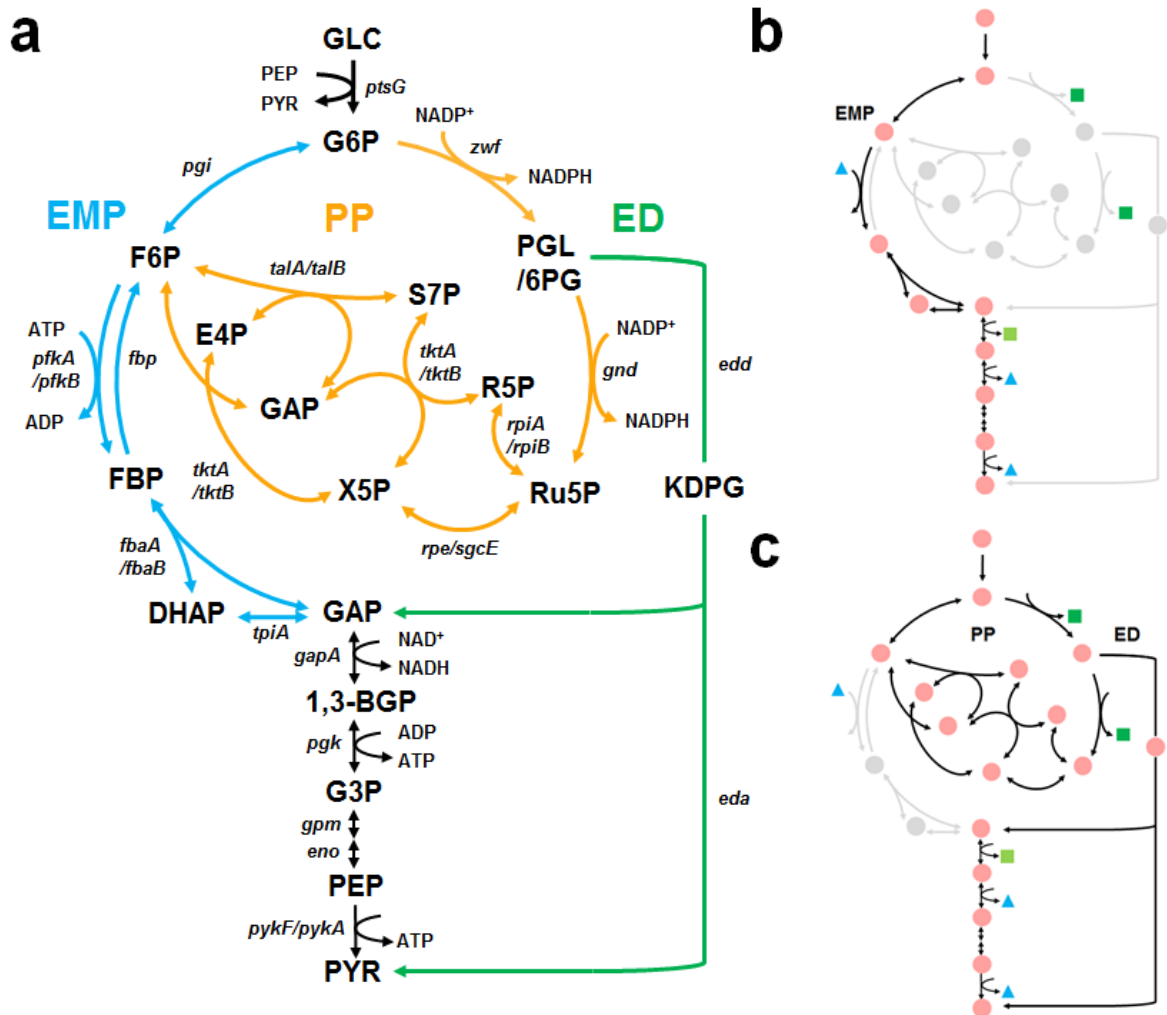 a
GLC
PEP
PYR
ptsG
G6P
NADP+
zwf
NADPH
pgi
EMP
PP
ED
F6P
PGL
/6PG
talA/talB
S7P
E4P
ATP
pfkA
/pfkB
ADP
fbp
tktA
/tktB
R5P
NADP+
gnd
NADPH
edd
GAP
rpiA
/rpiB
FBP
tktA
/tktB
X5P
Ru5P
KDPG
rpe/sgcE
fbaA
/fbaB
DHAP
tpiA
GAP
gapA
NAD+
NADH
1,3-BGP
pgk
ADP
ATP
G3P
gpm
eno
eda
PEP
pykF/pykA
ATP
PYR
b
EMP
c
PP
ED